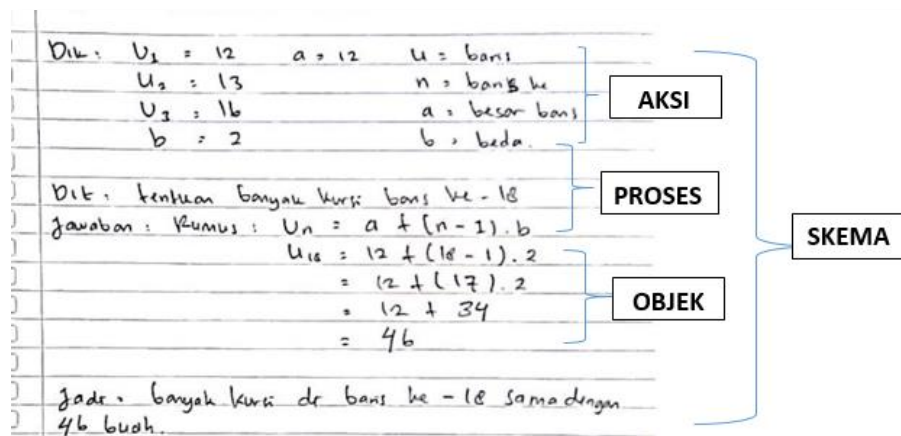 Dik : U1 = 12 a = 12 u = baris
U2 = 13 n = baris ke
U3 = 16 a = besar baris
b = 2 b = beda.
AKSI
Dit : tentukan banyak kursi baris ke - 18
PROSES
Jawaban : Rumus : Un = a + (n - 1) . b
U18 = 12 + (18 - 1) . 2
= 12 + (17) . 2
= 12 + 34
= 46
OBJEK
SKEMA
Jadi, banyak kursi di baris ke - 18 sama dengan
46 buah.